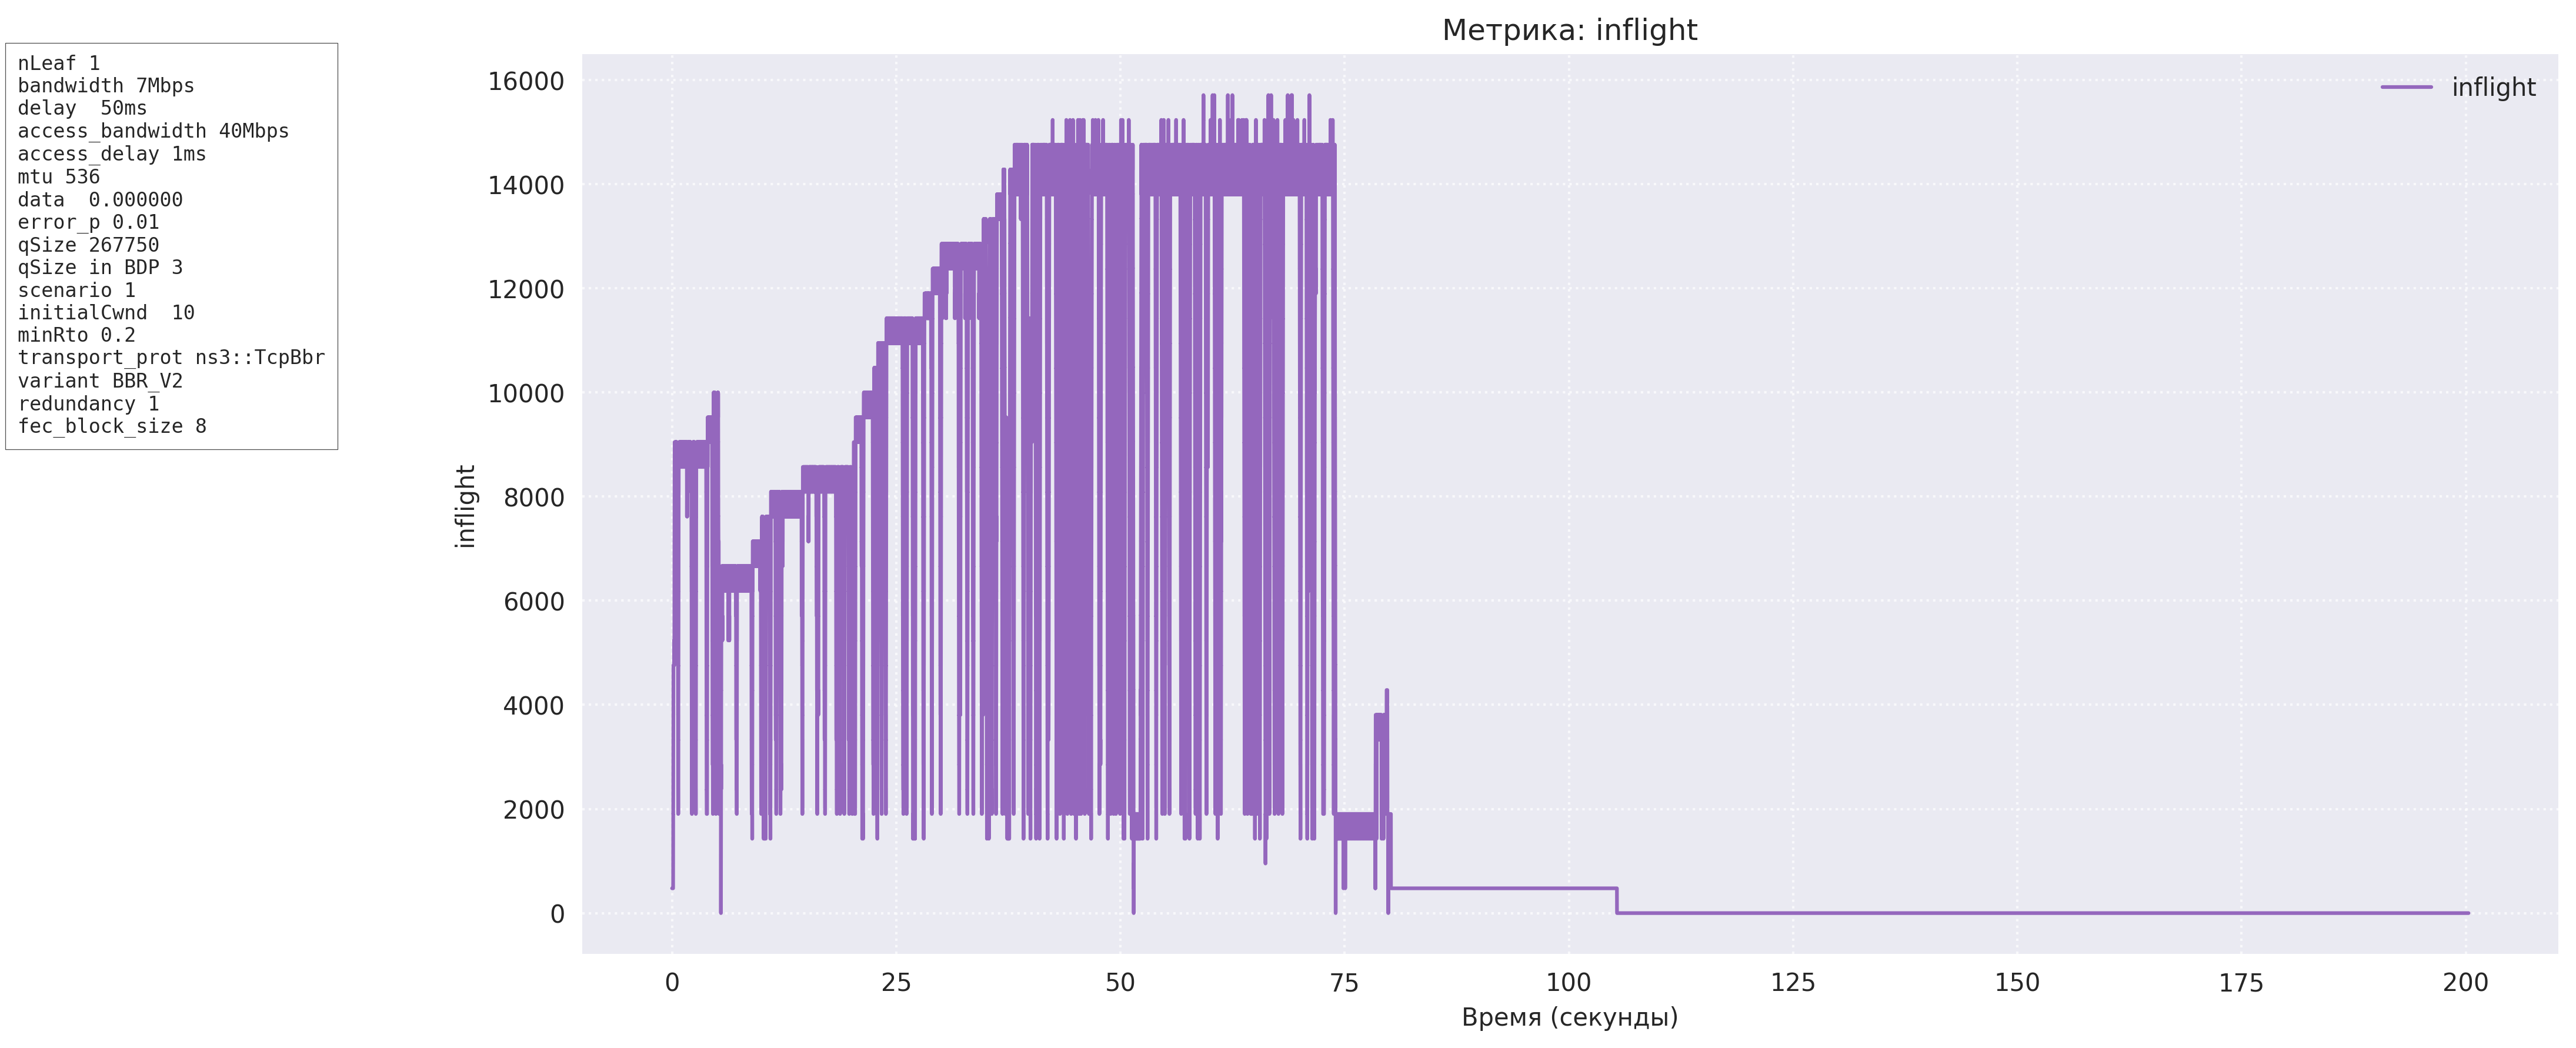 Метрика: inflight
nLeaf 1
bandwidth 7Mbps
delay  50ms
access_bandwidth 40Mbps
access_delay 1ms
mtu 536
data  0.000000
error_p 0.01
qSize 267750
qSize in BDP 3
scenario 1
initialCwnd  10
minRto 0.2
transport_prot ns3::TcpBbr
variant BBR_V2
redundancy 1
fec_block_size 8
inflight
16000
14000
12000
10000
8000
6000
4000
2000
0
inflight
0 25 50 75 100 125 150 175 200
Время (секунды)